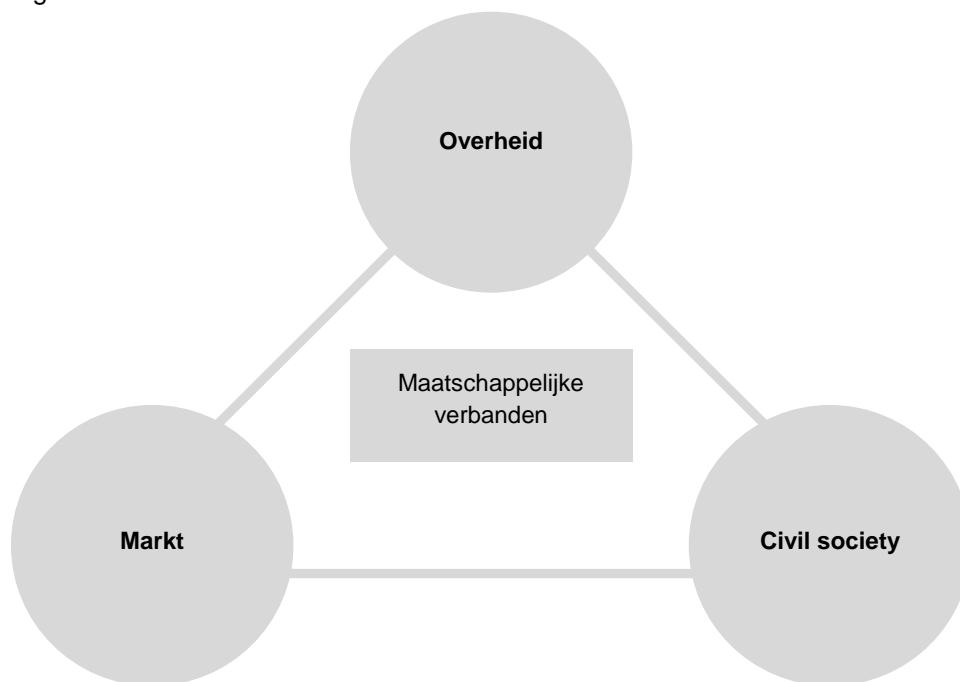 Overheid
Maatschappelijke
verbanden
Markt
Civil society